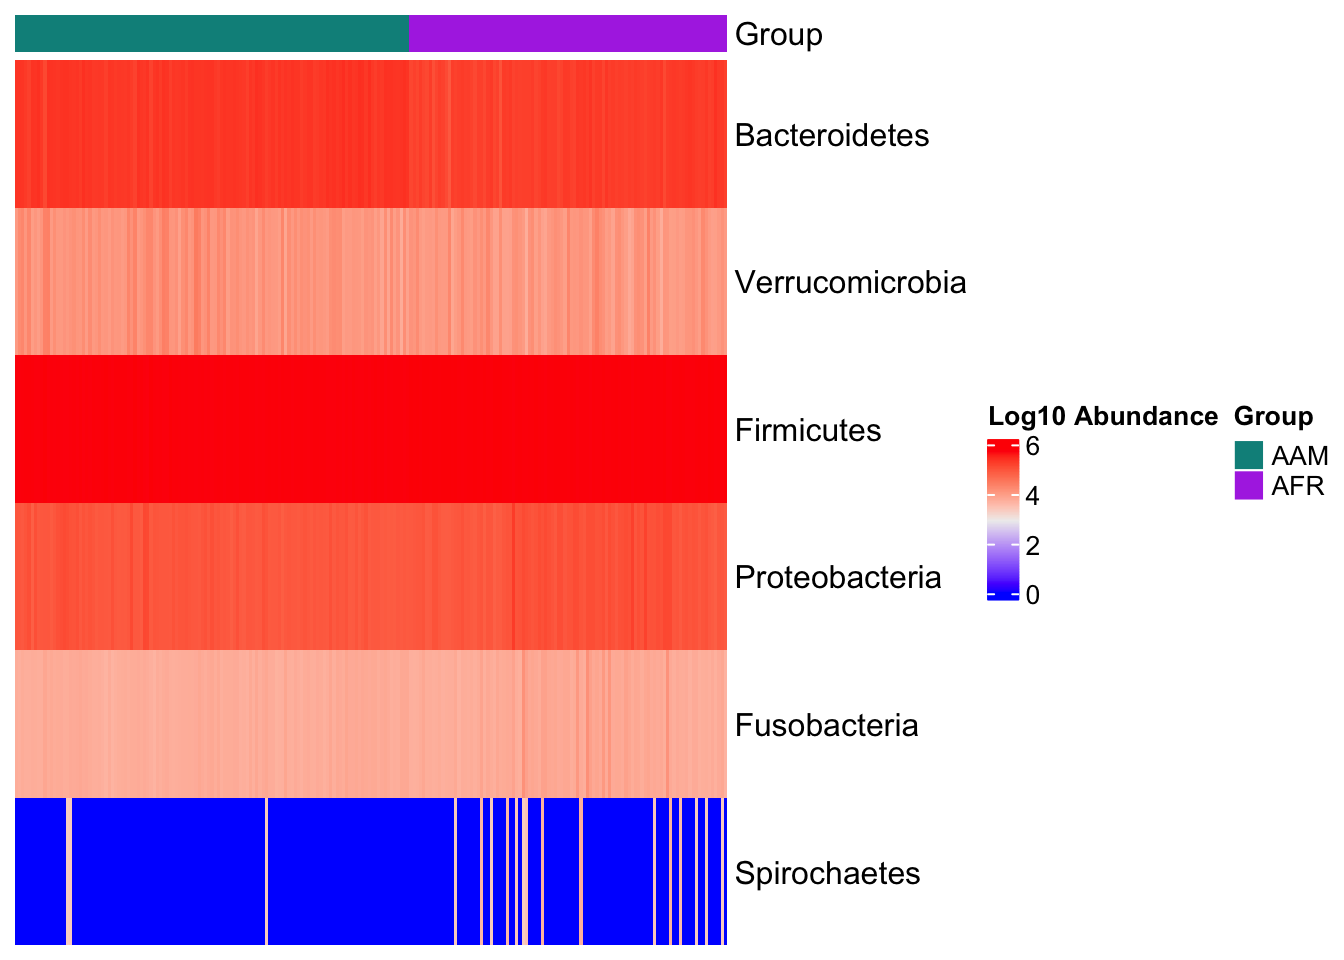 Group
Bacteroidetes
Verrucomicrobia
Firmicutes
Proteobacteria
Fusobacteria
Spirochaetes
Log10 Abundance
6
4
2
0
Group
AAM
AFR